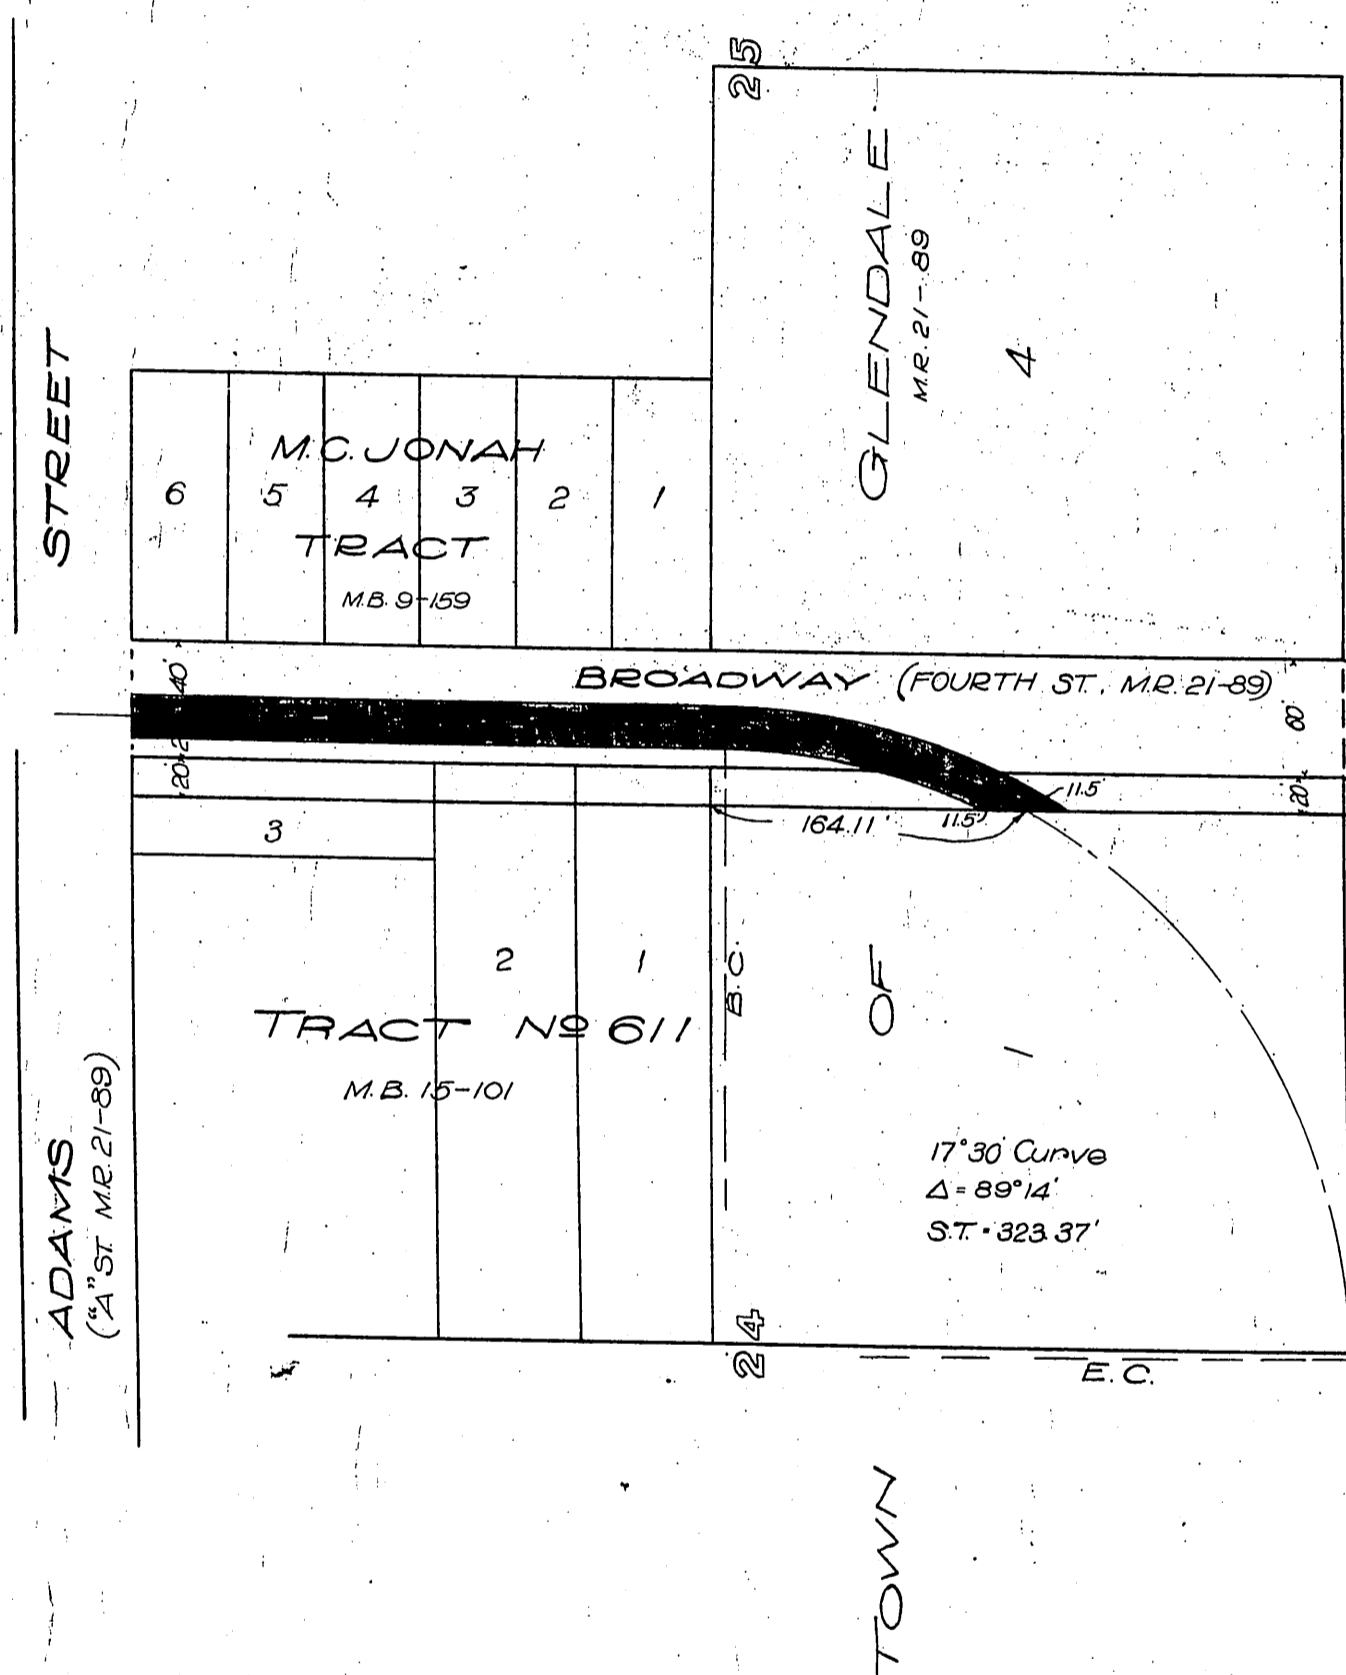 25
GLENDALE
M.R. 21-89
4
STREET
M.C. JONAH
6 5 4 3 2 1
TRACT
M.B. 9-159
BROADWAY (FOURTH ST. M.R. 21-89)
40'
20'
60'
20'
11.5
11.5'
164.11'
3
2 1
TRACT Nº 611
M.B. 15-101
B.C.
OF
1
17°30' Curve
Δ = 89°14'
S.T. = 323.37'
ADAMS
("A" ST. M.R. 21-89)
24
E.C.
TOWN